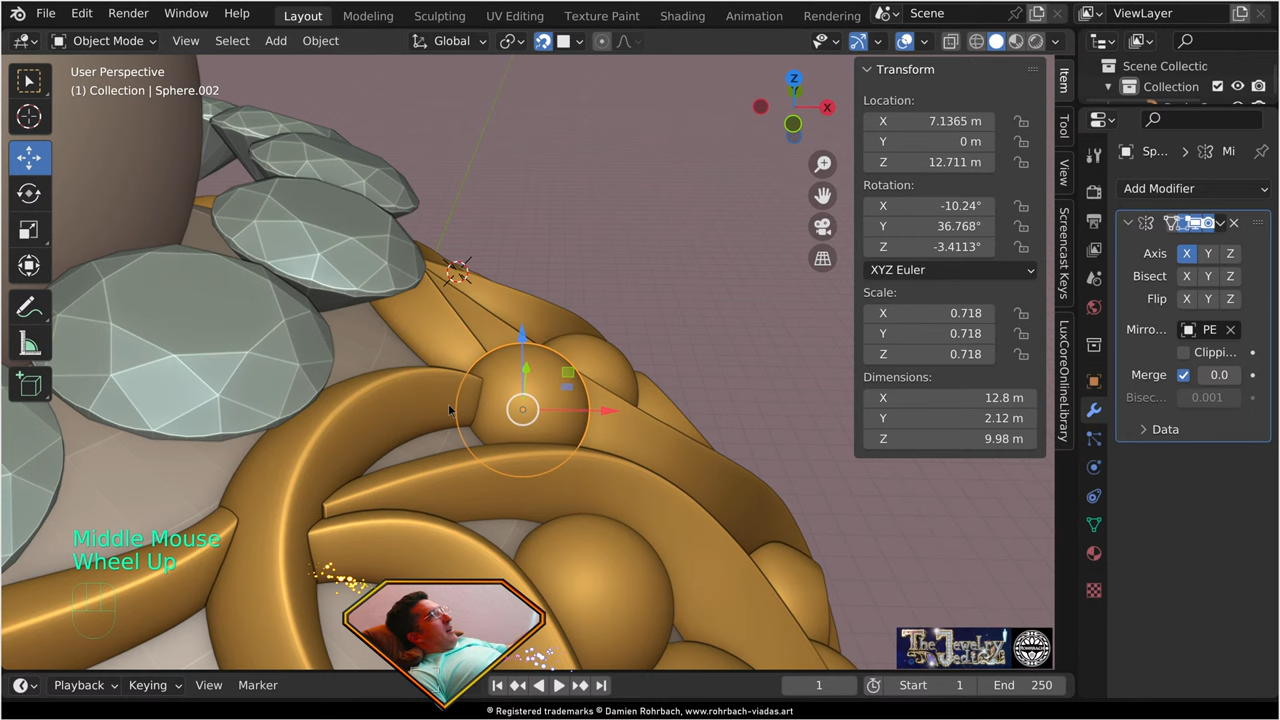 File Edit Render Window Help Layout Modeling Sculpting UV Editing Texture Paint Shading Animation Rendering Scene ViewLayer
Object Mode View Select Add Object Global
User Perspective
(1) Collection | Sphere.002
Z
Y
X
Transform
Location:
X 7.1365 m
Y 0 m
Z 12.711 m
Rotation:
X -10.24°
Y 36.768°
Z -3.4113°
XYZ Euler
Scale:
X 0.718
Y 0.718
Z 0.718
Dimensions:
X 12.8 m
Y 2.12 m
Z 9.98 m
Item
Tool
View
Screencast Keys
LuxCoreOnlineLibrary
Scene Collectic
Collection
Sp... Mi
Add Modifier
Axis X Y Z
Bisect X Y Z
Flip X Y Z
Mirro... PE
Clippi...
Merge 0.0
Bisec... 0.001
Data
Middle Mouse
Wheel Up
The Jewelry Jedi
ROHRBACH
Playback Keying View Marker 1 Start 1 End 250
® Registered trademarks © Damien Rohrbach, www.rohrbach-viadas.art